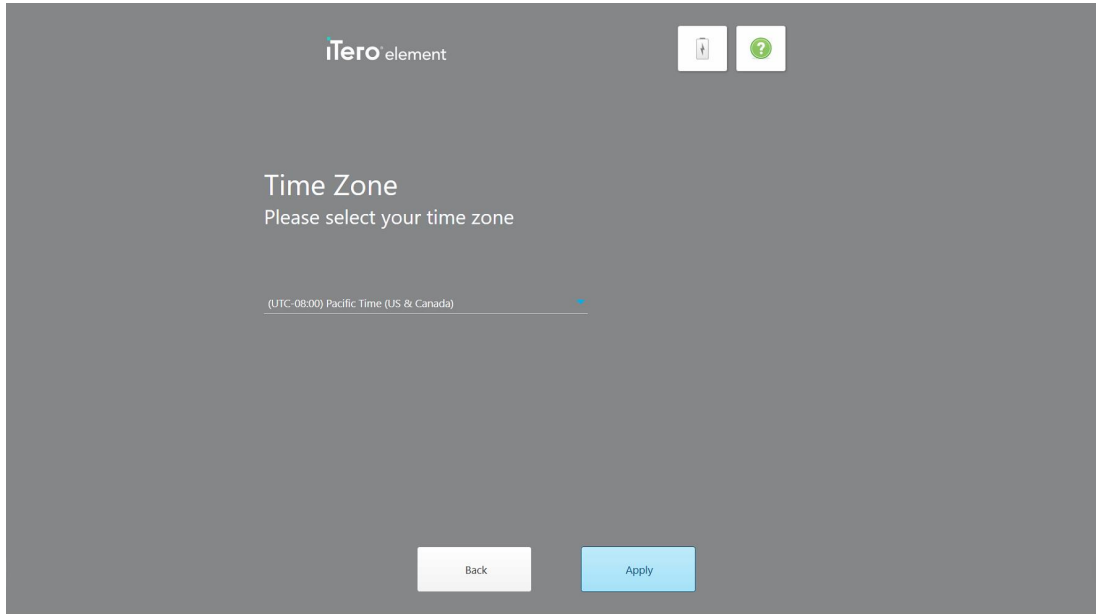 iTero element
?
Time Zone
Please select your time zone
(UTC-08:00) Pacific Time (US & Canada)
Back
Apply